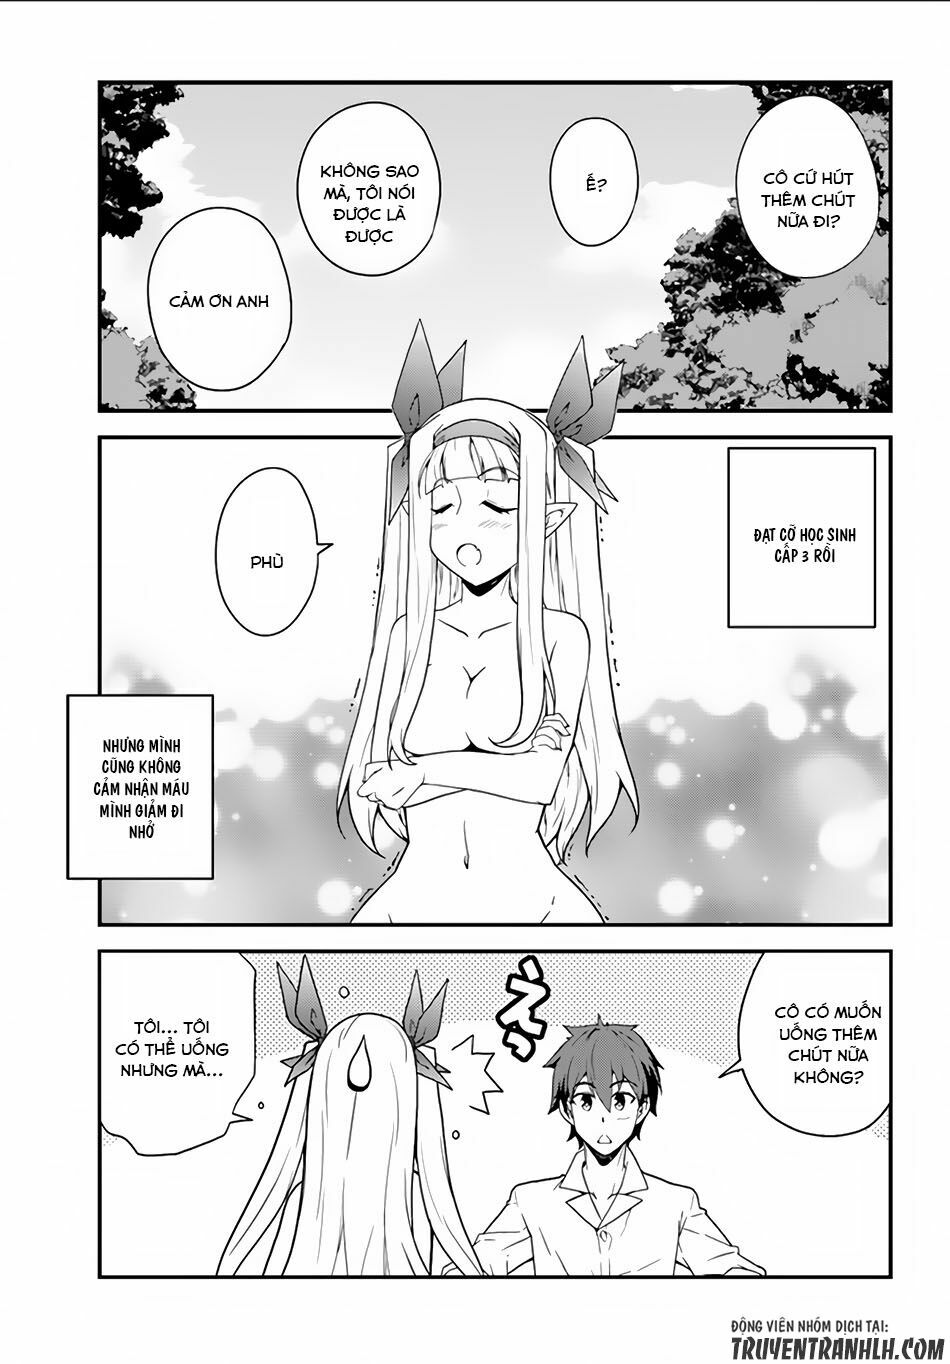 CÔ CỨ HÚT
THÊM CHÚT
NỮA ĐI?
Ế?
KHÔNG SAO
MÀ, TÔI NÓI
ĐƯỢC LÀ
ĐƯỢC
CẢM ƠN ANH
ĐẠT CỠ HỌC SINH
CẤP 3 RỒI
PHÙ
NHƯNG MÌNH
CŨNG KHÔNG
CẢM NHẬN MÁU
MÌNH GIẢM ĐI
NHỞ
CÔ CÓ MUỐN
UỐNG THÊM
CHÚT NỮA
KHÔNG?
え、
TÔI... TÔI
CÓ THỂ UỐNG
NHƯNG MÀ...
ĐỘNG VIÊN NHÓM DỊCH TẠI:
TRUYENTRANHLH.COM